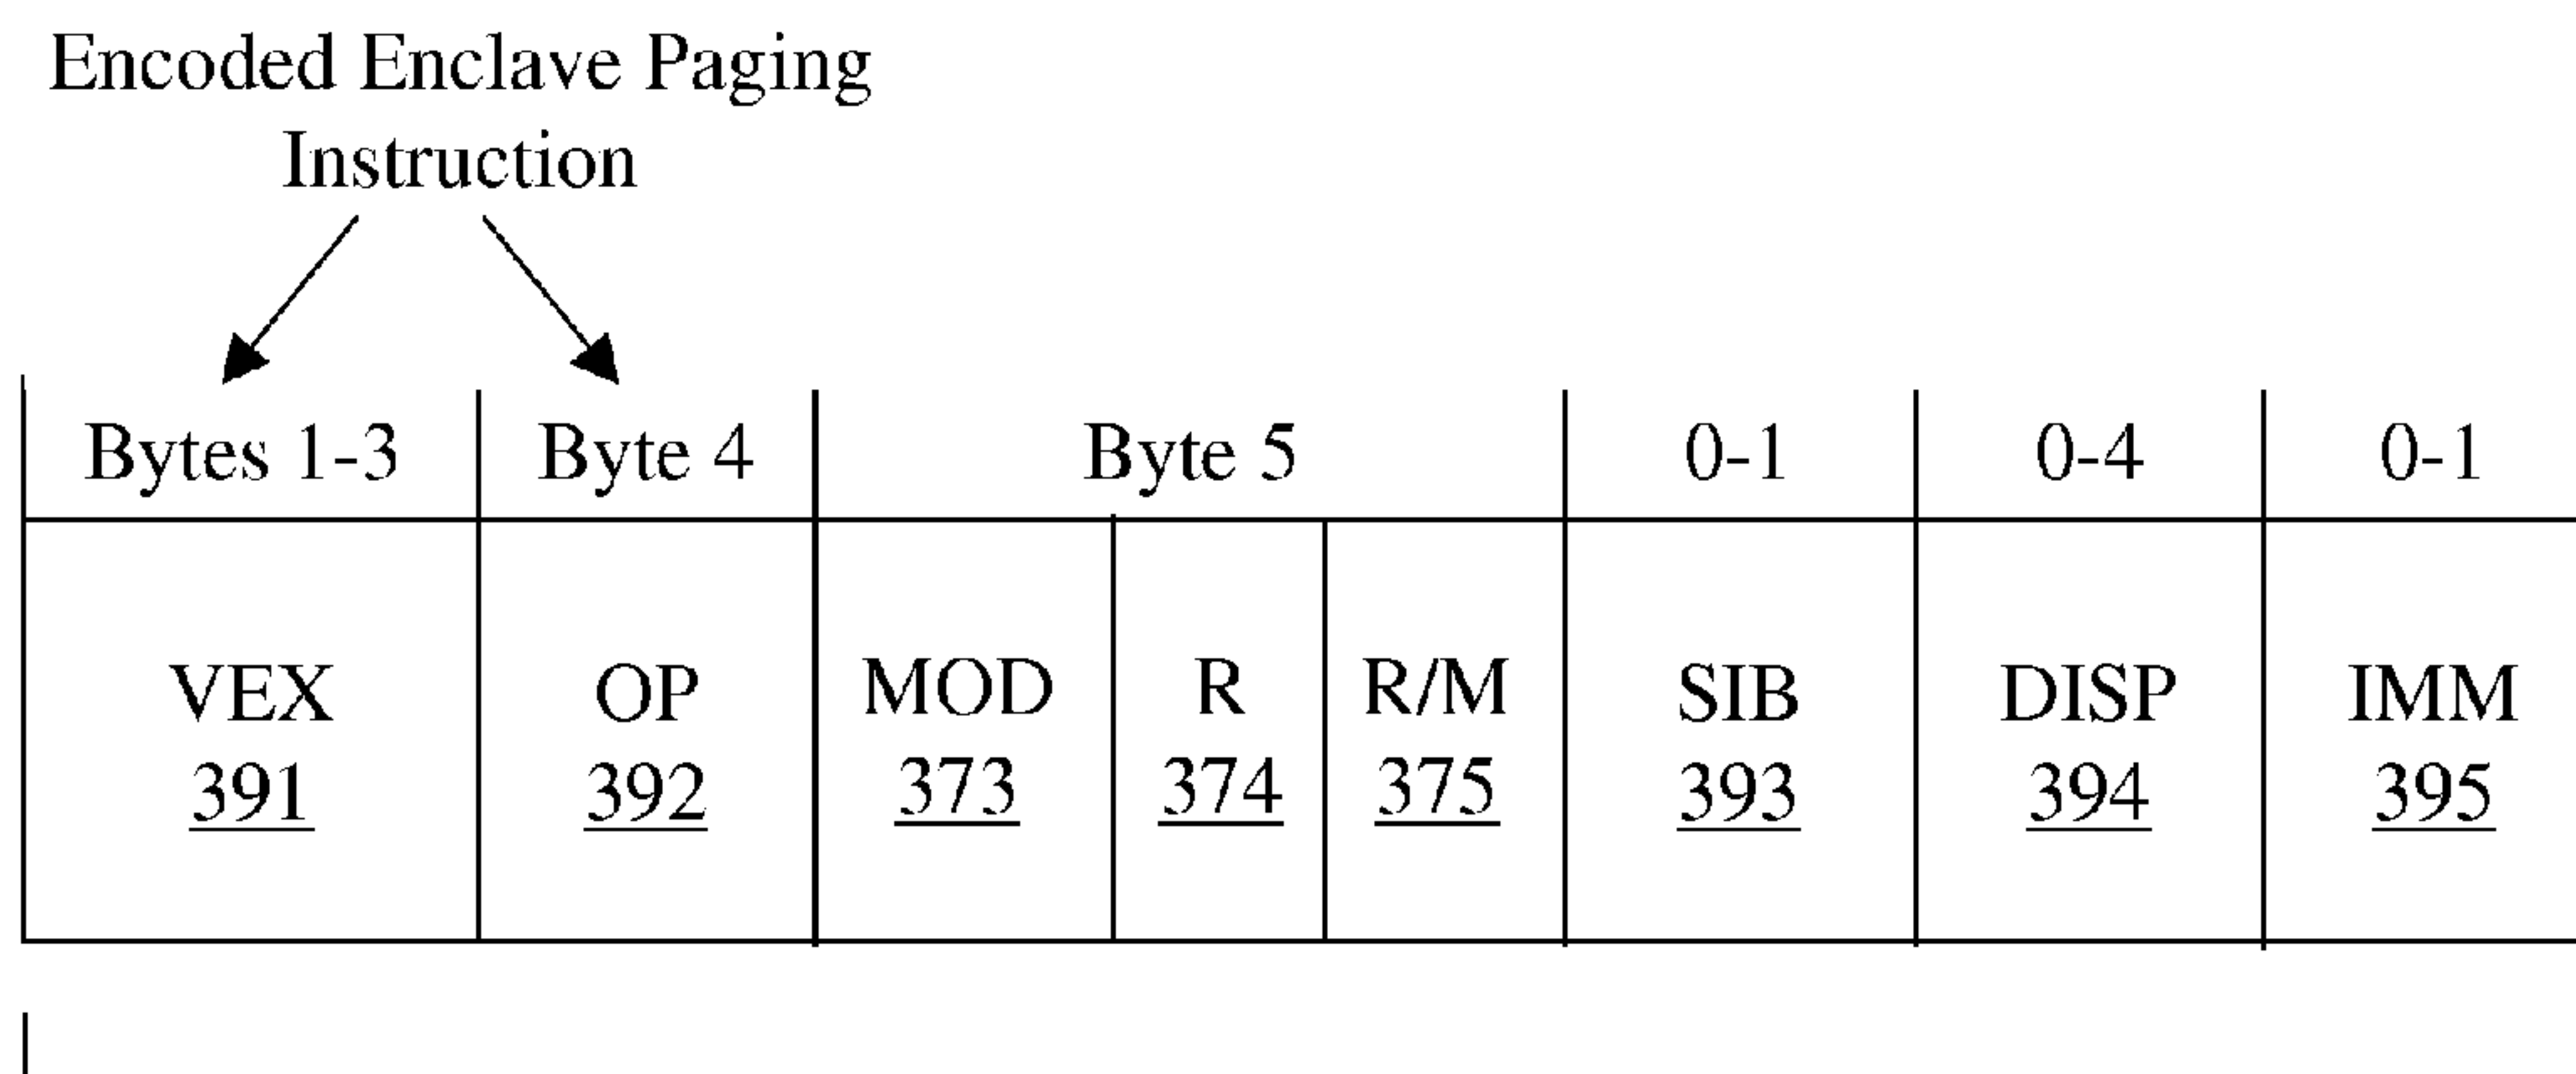 Encoded Enclave Paging
Instruction
Bytes 1-3 Byte 4 Byte 5 0-1 0-4 0-1
VEX OP MOD R R/M SIB DISP IMM
391 392 373 374 375 393 394 395